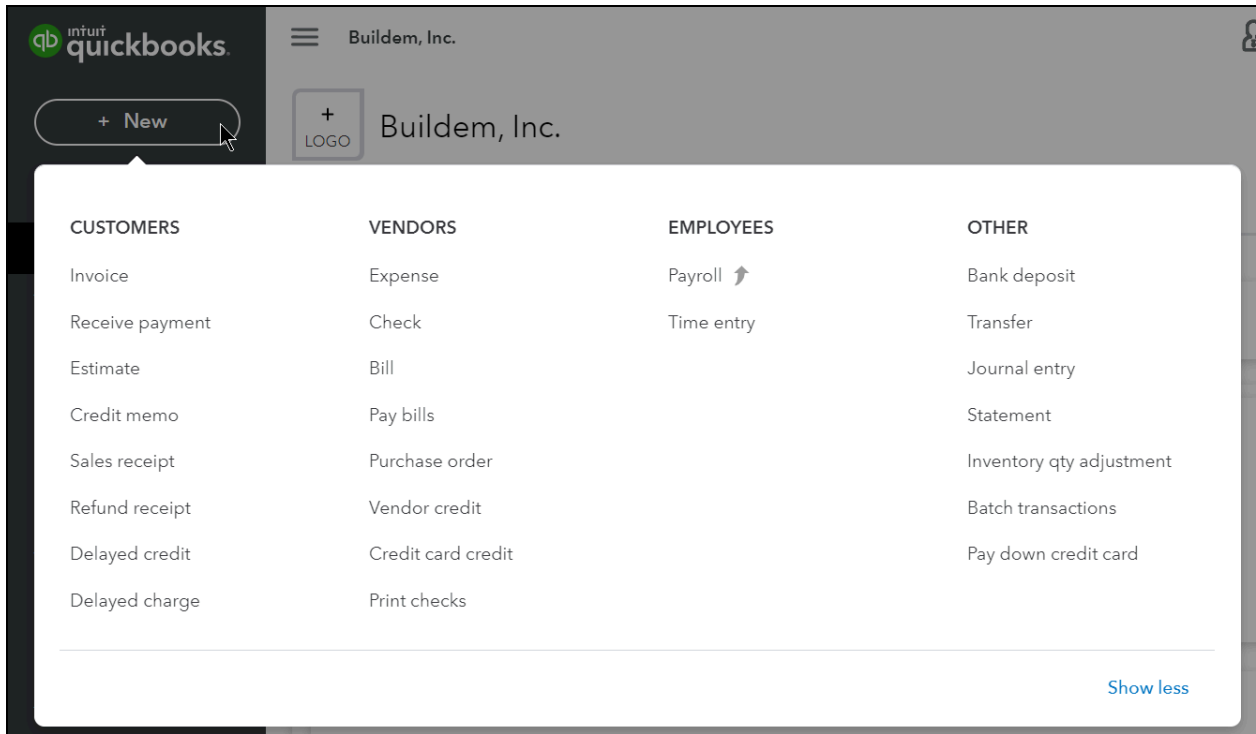 qb intuit quickbooks.
Buildem, Inc.
+ New
+
LOGO
Buildem, Inc.
CUSTOMERS
Invoice
Receive payment
Estimate
Credit memo
Sales receipt
Refund receipt
Delayed credit
Delayed charge
VENDORS
Expense
Check
Bill
Pay bills
Purchase order
Vendor credit
Credit card credit
Print checks
EMPLOYEES
Payroll
Time entry
OTHER
Bank deposit
Transfer
Journal entry
Statement
Inventory qty adjustment
Batch transactions
Pay down credit card
Show less